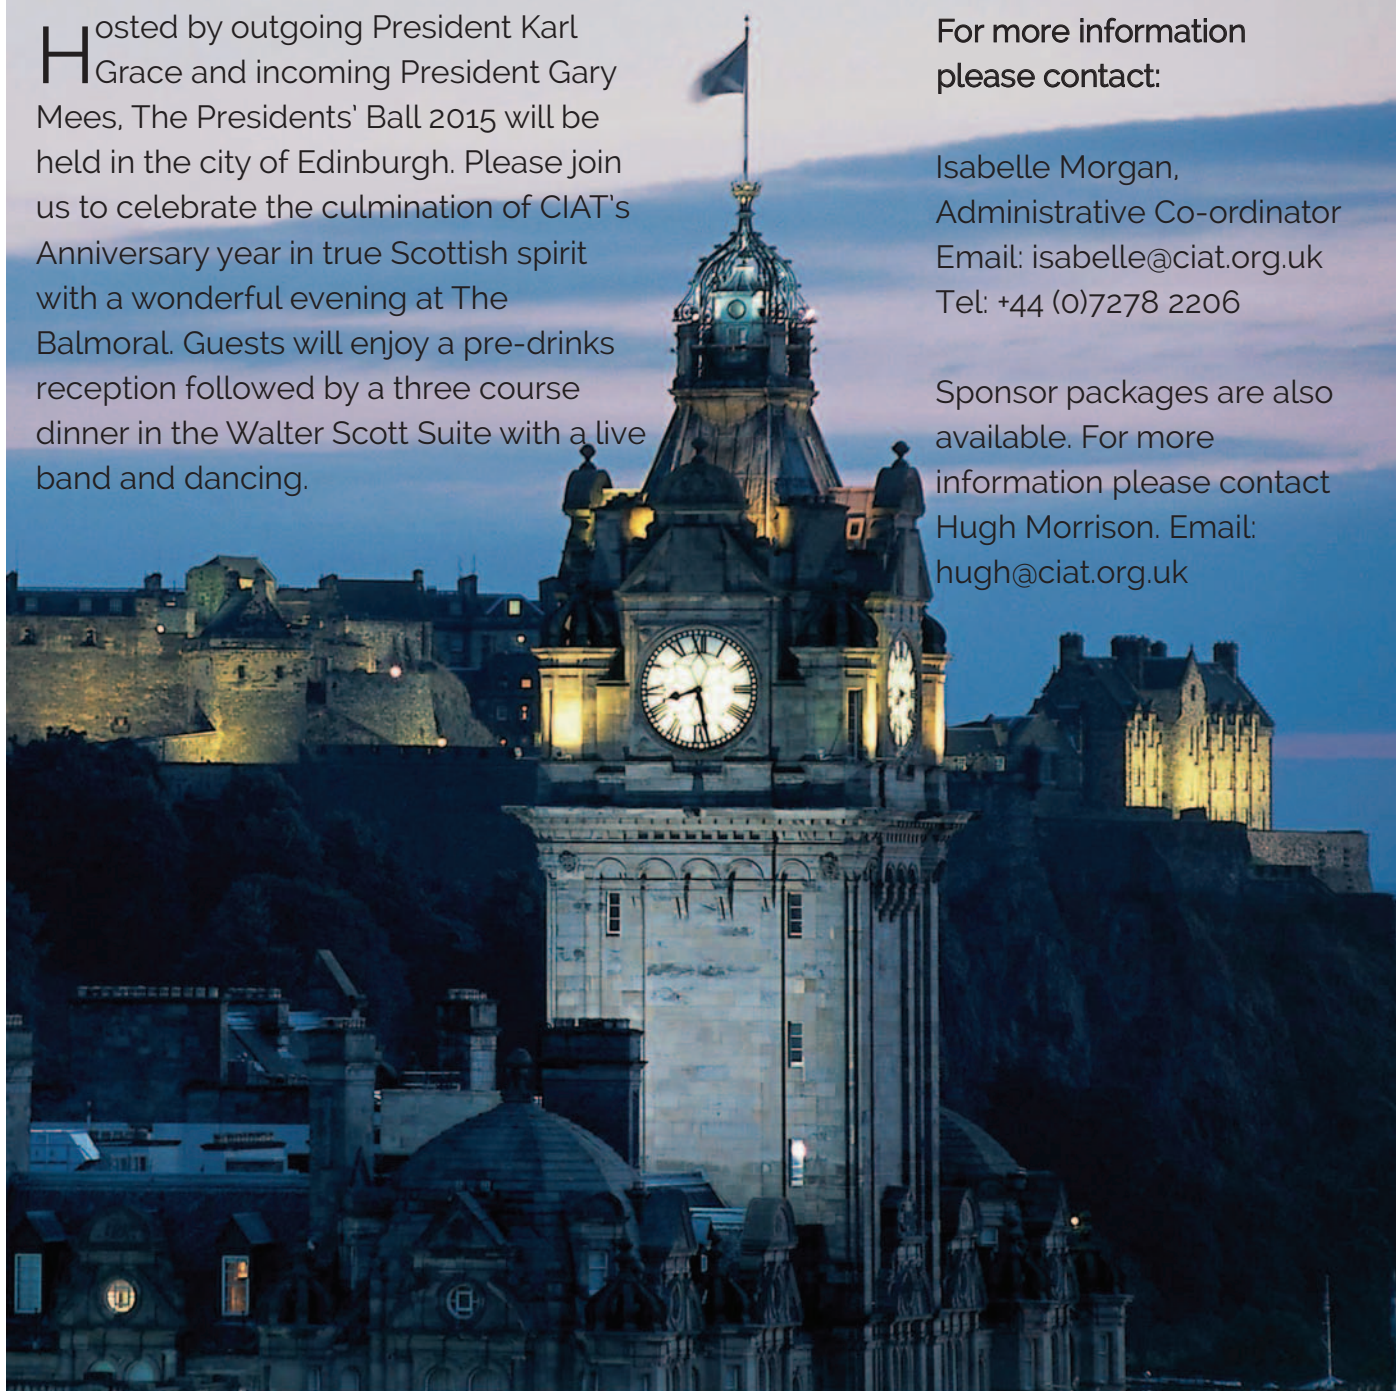 Hosted by outgoing President Karl
Grace and incoming President Gary
Mees, The Presidents' Ball 2015 will be
held in the city of Edinburgh. Please join
us to celebrate the culmination of CIAT's
Anniversary year in true Scottish spirit
with a wonderful evening at The
Balmoral. Guests will enjoy a pre-drinks
reception followed by a three course
dinner in the Walter Scott Suite with a live
band and dancing.
For more information
please contact:
Isabelle Morgan,
Administrative Co-ordinator
Email: isabelle@ciat.org.uk
Tel: +44 (0)7278 2206
Sponsor packages are also
available. For more
information please contact
Hugh Morrison. Email:
hugh@ciat.org.uk